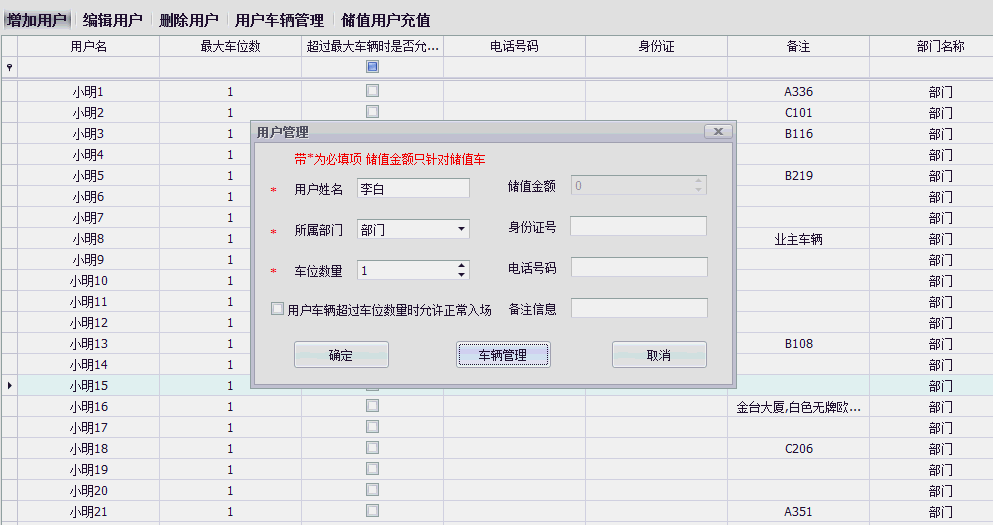 增加用户 编辑用户 删除用户 用户车辆管理 储值用户充值
用户名 最大车位数 超过最大车辆时是否允... 电话号码 身份证 备注 部门名称
小明1 1 A336 部门
小明2 1 C101 部门
小明3 1 B116 部门
小明4 1 部门
小明5 1 B219 部门
小明6 1 部门
小明7 1 部门
小明8 1 业主车辆 部门
小明9 1 部门
小明10 1 部门
小明11 1 部门
小明12 1 部门
小明13 1 B108 部门
小明14 1 部门
小明15 1 部门
小明16 1 金台大厦,白色无牌欧... 部门
小明17 1 部门
小明18 1 C206 部门
小明19 1 部门
小明20 1 部门
小明21 1 A351 部门
用户管理
带*为必填项 储值金额只针对储值车
* 用户姓名 李白 储值金额 0
* 所属部门 部门 身份证号
* 车位数量 1 电话号码
用户车辆超过车位数量时允许正常入场 备注信息
确定 车辆管理 取消